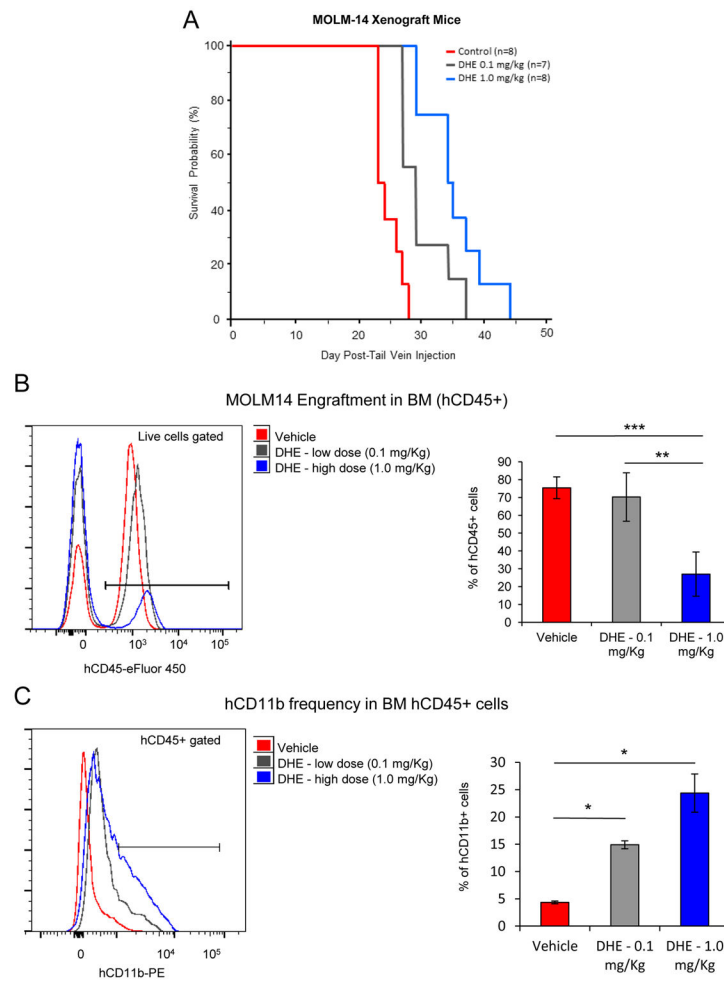 A
MOLM-14 Xenograft Mice
Control (n=8)
DHE 0.1 mg/kg (n=7)
DHE 1.0 mg/kg (n=8)
Survival Probability (%)
100
80
60
40
20
0
0
10
20
30
40
50
Day Post-Tail Vein Injection
B
MOLM14 Engraftment in BM (hCD45+)
Live cells gated
Vehicle
DHE - low dose (0.1 mg/Kg)
DHE - high dose (1.0 mg/Kg)
0
10³
10⁴
10⁵
hCD45-eFluor 450
***
**
% of hCD45+ cells
90
80
70
60
50
40
30
20
10
0
Vehicle
DHE - 0.1
mg/Kg
DHE - 1.0
mg/Kg
C
hCD11b frequency in BM hCD45+ cells
hCD45+ gated
Vehicle
DHE - low dose (0.1 mg/Kg)
DHE - high dose (1.0 mg/Kg)
0
10⁴
10⁵
hCD11b-PE
*
*
% of hCD11b+ cells
30
25
20
15
10
5
0
Vehicle
DHE - 0.1
mg/Kg
DHE - 1.0
mg/Kg